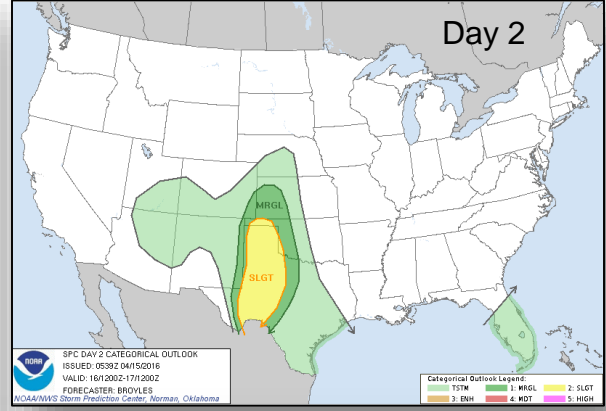 Day 2
MRGL
SLGT
NOAA
SPC DAY 2 CATEGORICAL OUTLOOK
ISSUED: 0539Z 04/15/2016
VALID: 16/1200Z-17/1200Z
FORECASTER: BROYLES
NOAA/NWS Storm Prediction Center, Norman, Oklahoma
Categorical Outlook Legend:
TSTM 1: MRGL 2: SLGT
3: ENH 4: MDT 5: HIGH